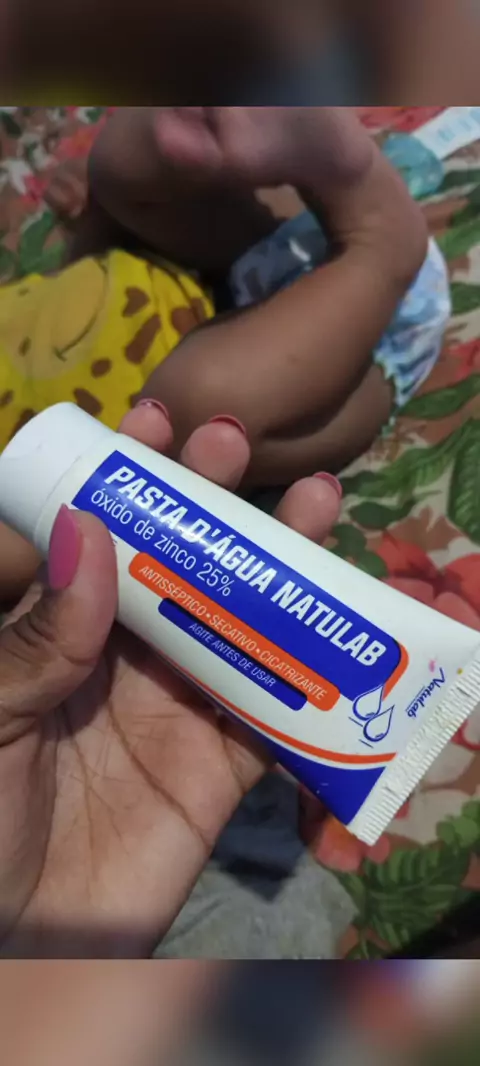 PASTA D'ÁGUA NATULAB
óxido de zinco 25%
ANTISSÉPTICO • SECATIVO • CICATRIZANTE
AGITE ANTES DE USAR
Natulab